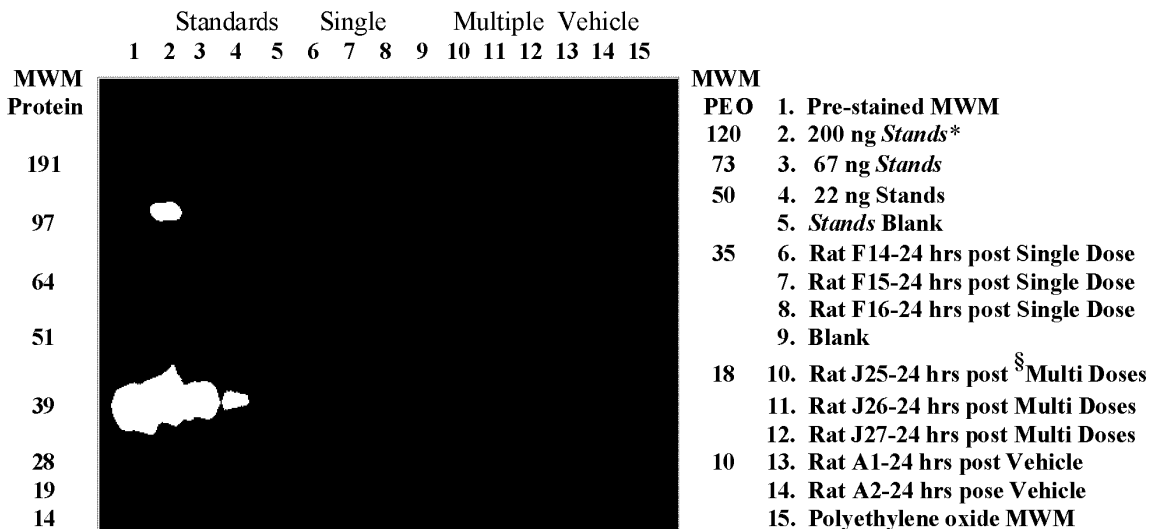 Standards Single Multiple Vehicle
1 2 3 4 5 6 7 8 9 10 11 12 13 14 15
MWM MWM
Protein PEO 1. Pre-stained MWM
120 2. 200 ng Stands*
191 73 3. 67 ng Stands
50 4. 22 ng Stands
97 5. Stands Blank
35 6. Rat F14-24 hrs post Single Dose
64 7. Rat F15-24 hrs post Single Dose
8. Rat F16-24 hrs post Single Dose
51 9. Blank
18 10. Rat J25-24 hrs post §Multi Doses
39 11. Rat J26-24 hrs post Multi Doses
12. Rat J27-24 hrs post Multi Doses
28 10 13. Rat A1-24 hrs post Vehicle
19 14. Rat A2-24 hrs pose Vehicle
14 15. Polyethylene oxide MWM